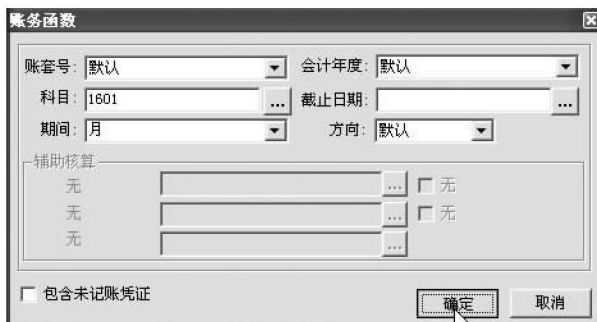 账务函数
账套号: 默认 会计年度: 默认
科目: 1601 ... 截止日期: ...
期间: 月 方向: 默认
辅助核算
无 ... 无
无 ... 无
无 ...
包含未记账凭证 确定 取消